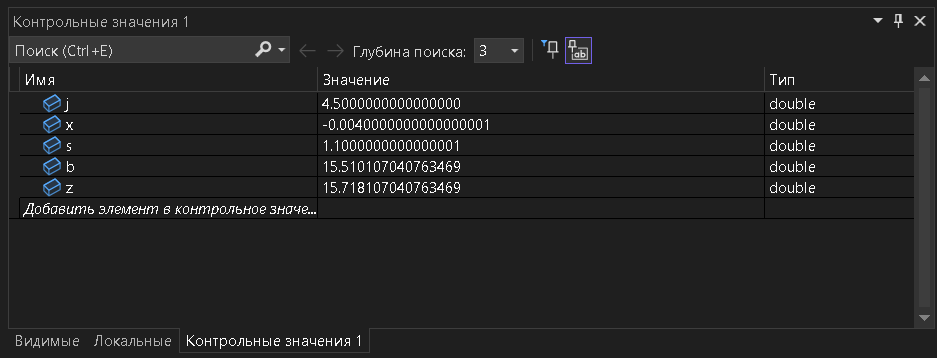 Контрольные значения 1
Поиск (Ctrl+E) Глубина поиска: 3
Имя Значение Тип
j 4.5000000000000000 double
x -0.0040000000000000001 double
s 1.1000000000000001 double
b 15.510107040763469 double
z 15.718107040763469 double
Добавить элемент в контрольное значе...
Видимые Локальные Контрольные значения 1